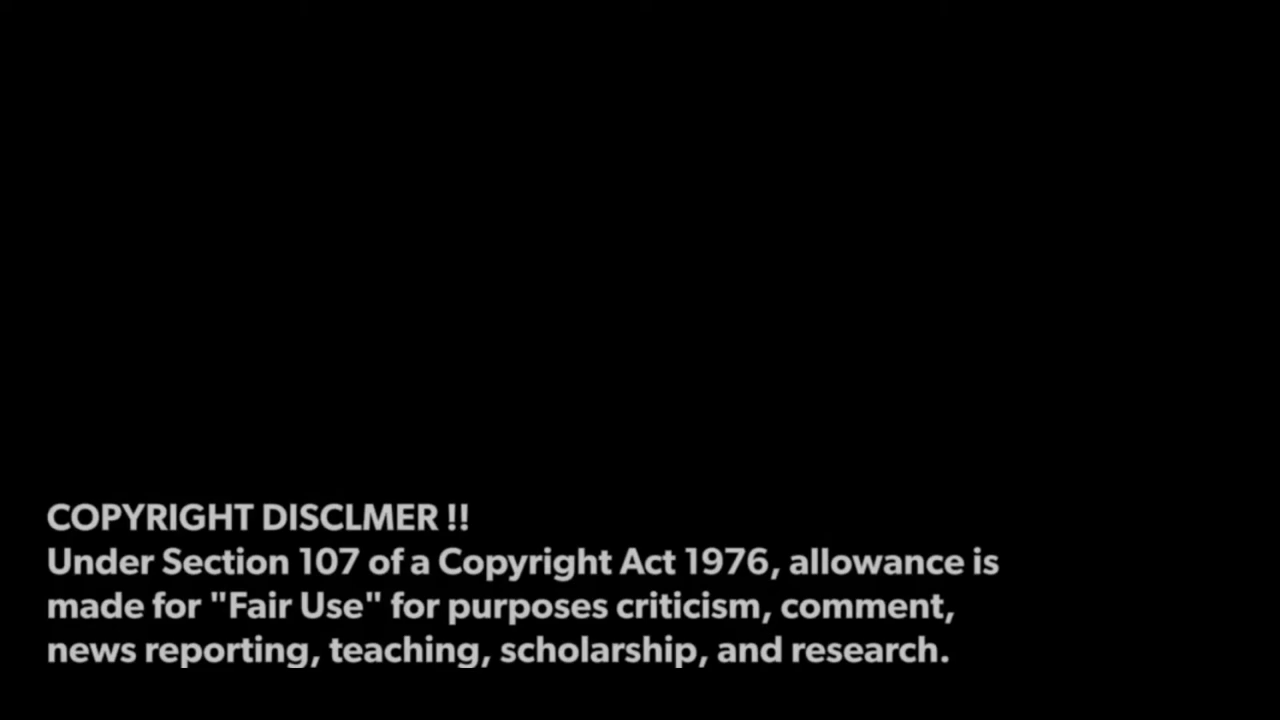 COPYRIGHT DISCLMER !!
Under Section 107 of a Copyright Act 1976, allowance is
made for "Fair Use" for purposes criticism, comment,
news reporting, teaching, scholarship, and research.